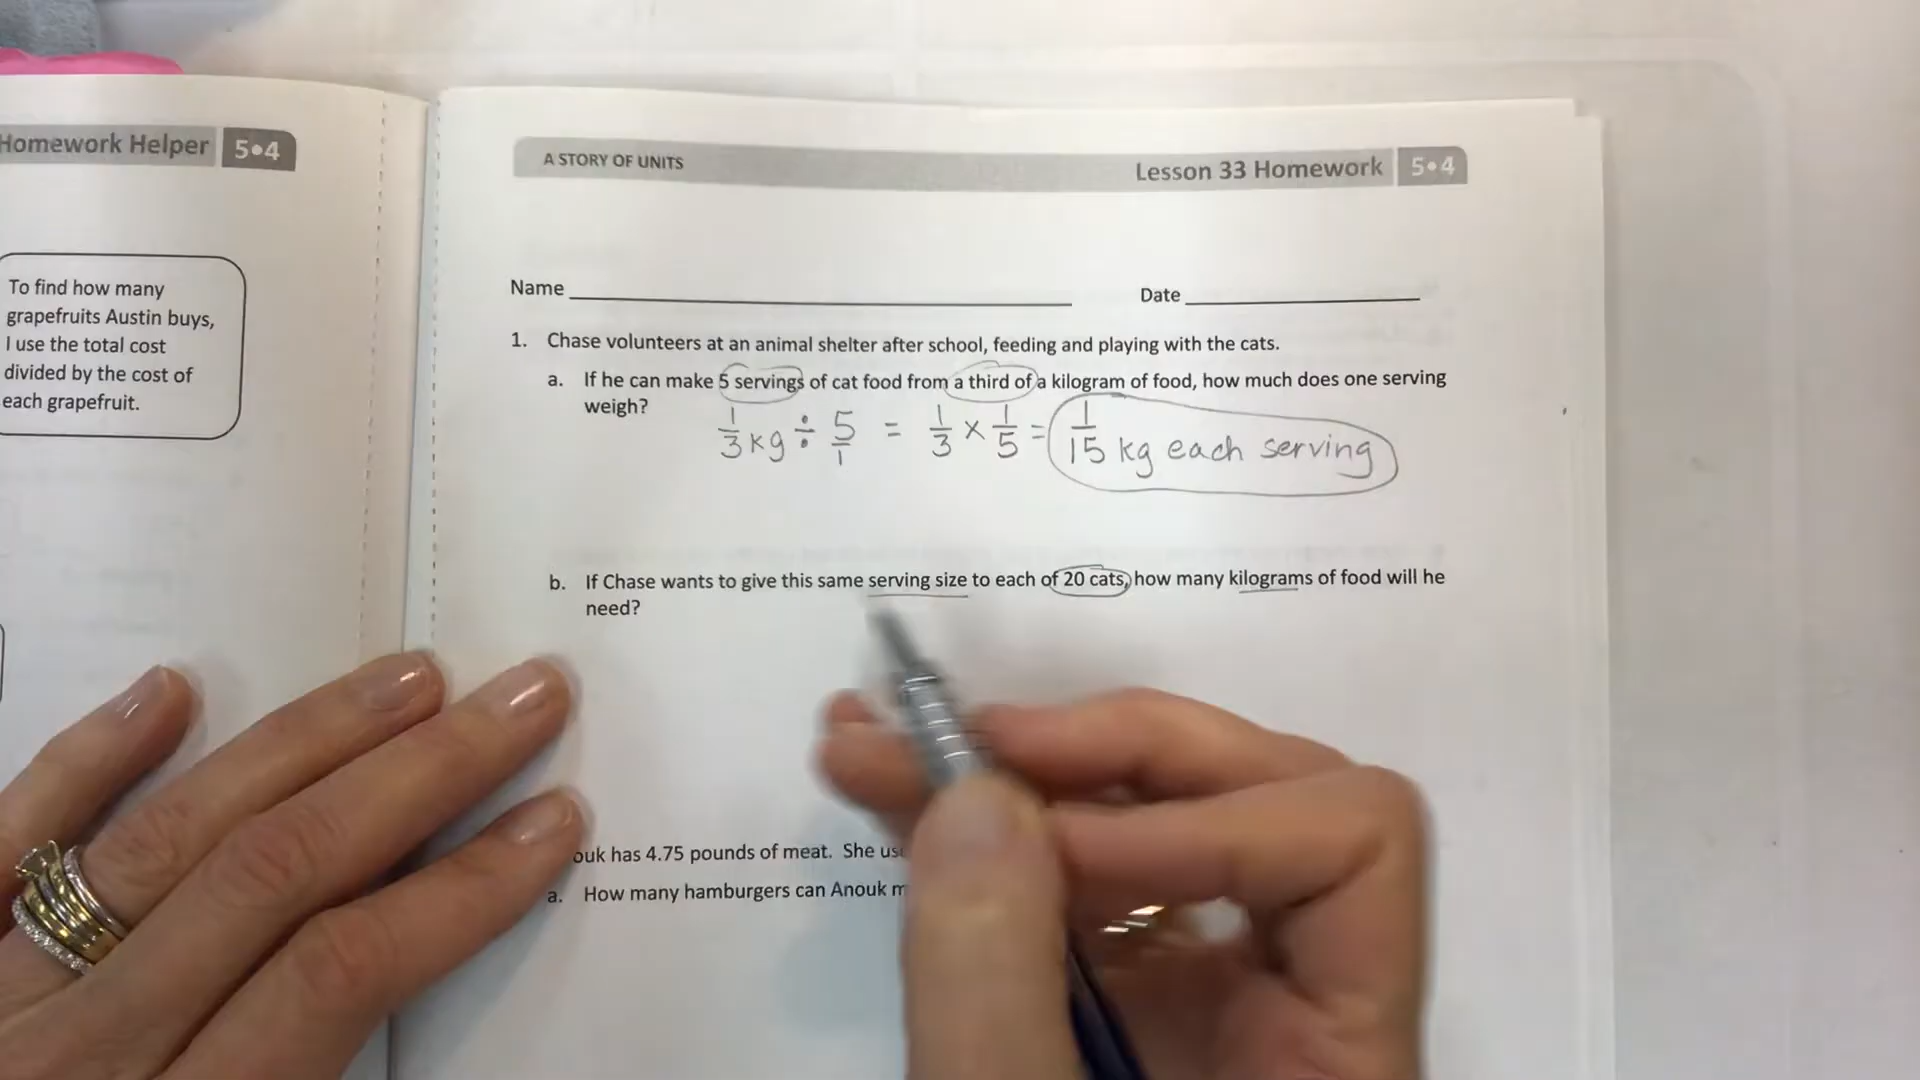 Homework Helper 5•4
To find how many
grapefruits Austin buys,
I use the total cost
divided by the cost of
each grapefruit.
A STORY OF UNITS
Lesson 33 Homework 5•4
Name
Date
1. Chase volunteers at an animal shelter after school, feeding and playing with the cats.
a. If he can make 5 servings of cat food from a third of a kilogram of food, how much does one serving
weigh?
1/3 kg ÷ 5/1 = 1/3 × 1/5 = 1/15 kg each serving
b. If Chase wants to give this same serving size to each of 20 cats, how many kilograms of food will he
need?
has 4.75 pounds of meat. She
a. How many hamburgers can Anouk